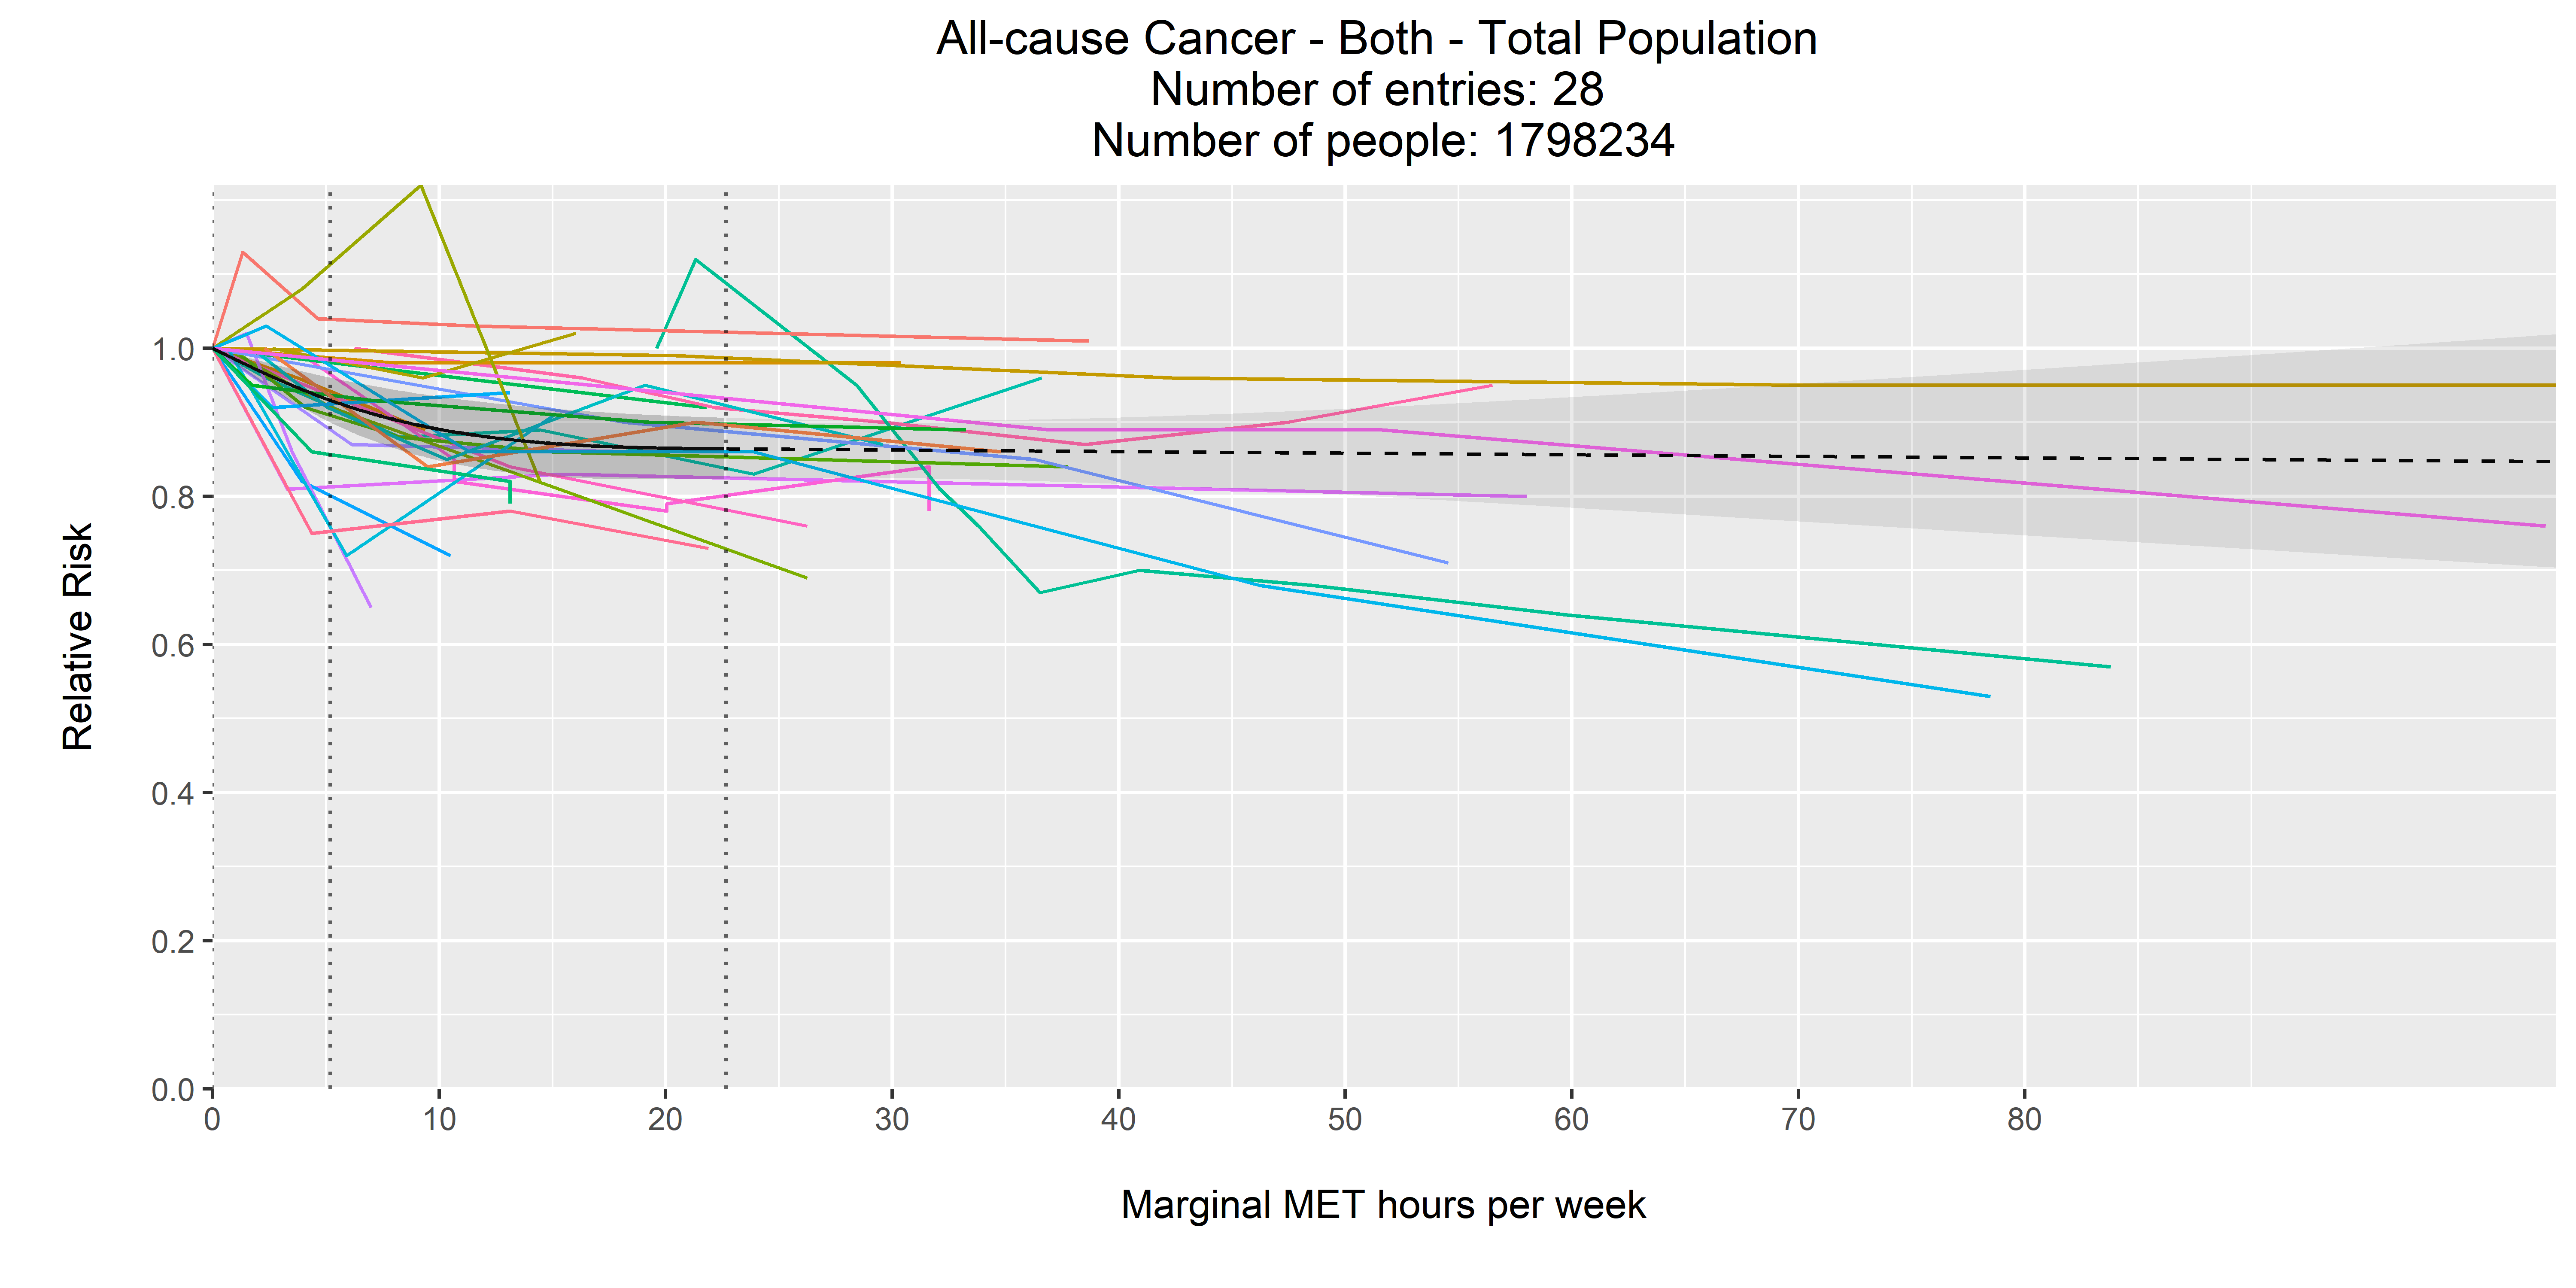 All-cause Cancer - Both - Total Population
Number of entries: 28
Number of people: 1798234
Relative Risk
1.0
0.8
0.6
0.4
0.2
0.0
0 10 20 30 40 50 60 70 80
Marginal MET hours per week